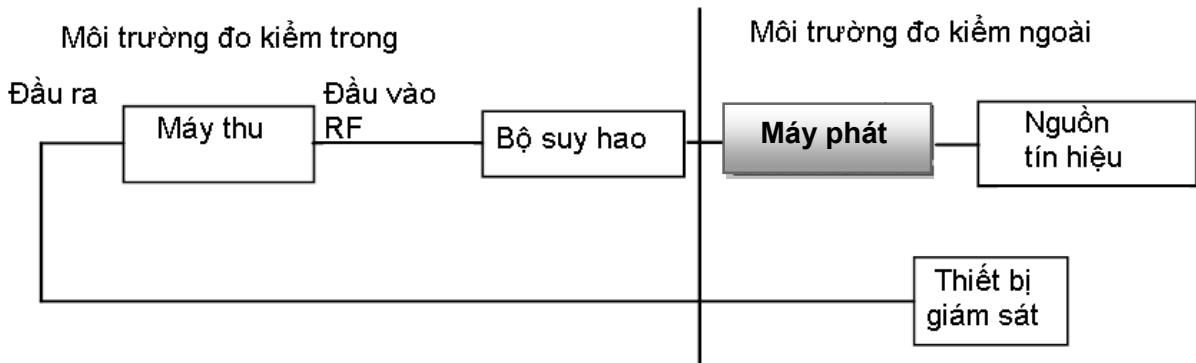 Môi trường đo kiểm trong
Môi trường đo kiểm ngoài
Đầu ra
Máy thu
Đầu vào
RF
Bộ suy hao
Máy phát
Nguồn
tín hiệu
Thiết bị
giám sát